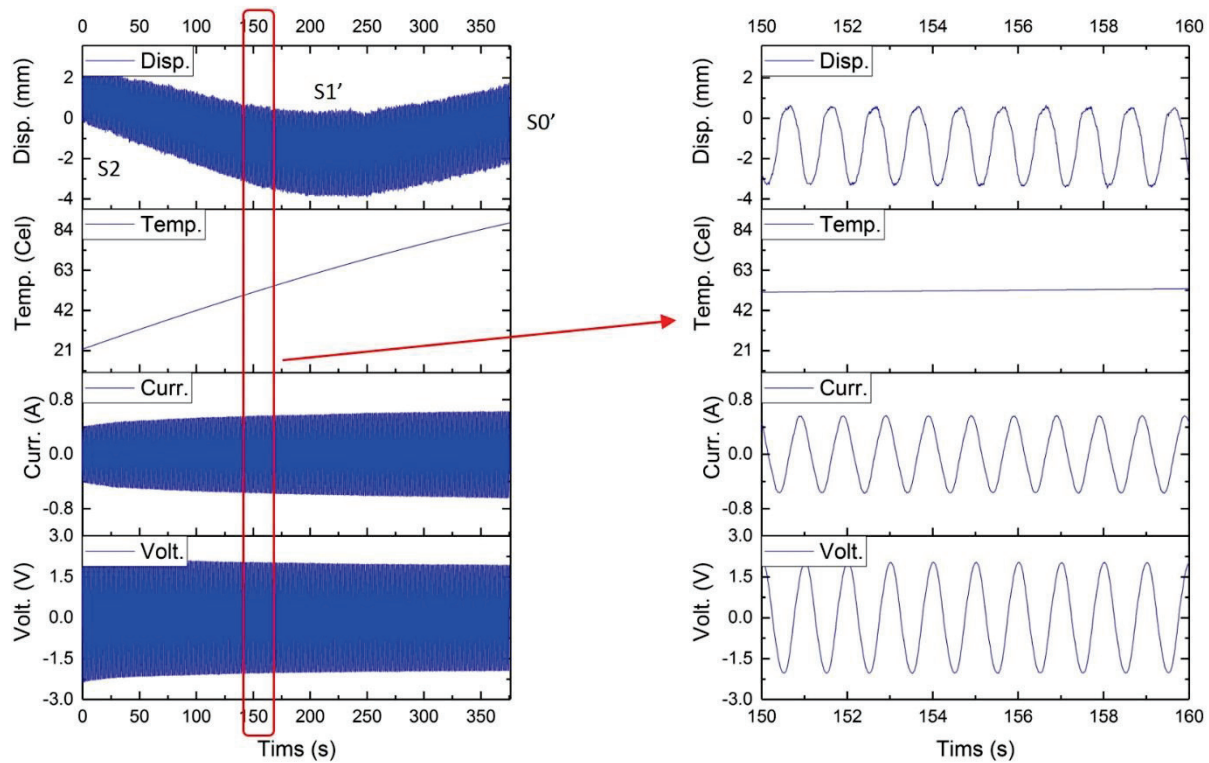 0 50 100 150 200 250 300 350
Disp.
Disp. (mm)
2
0
-2
-4
S2
S1’
S0’
Temp.
Temp. (Cel)
84
63
42
21
Curr.
Curr. (A)
0.8
0.0
-0.8
Volt.
Volt. (V)
3.0
1.5
0.0
-1.5
-3.0
0 50 100 150 200 250 300 350
Tims (s)
150 152 154 156 158 160
Disp.
Disp. (mm)
2
0
-2
-4
Temp.
Temp. (Cel)
84
63
42
21
Curr.
Curr. (A)
0.8
0.0
-0.8
Volt.
Volt. (V)
3.0
1.5
0.0
-1.5
-3.0
150 152 154 156 158 160
Tims (s)